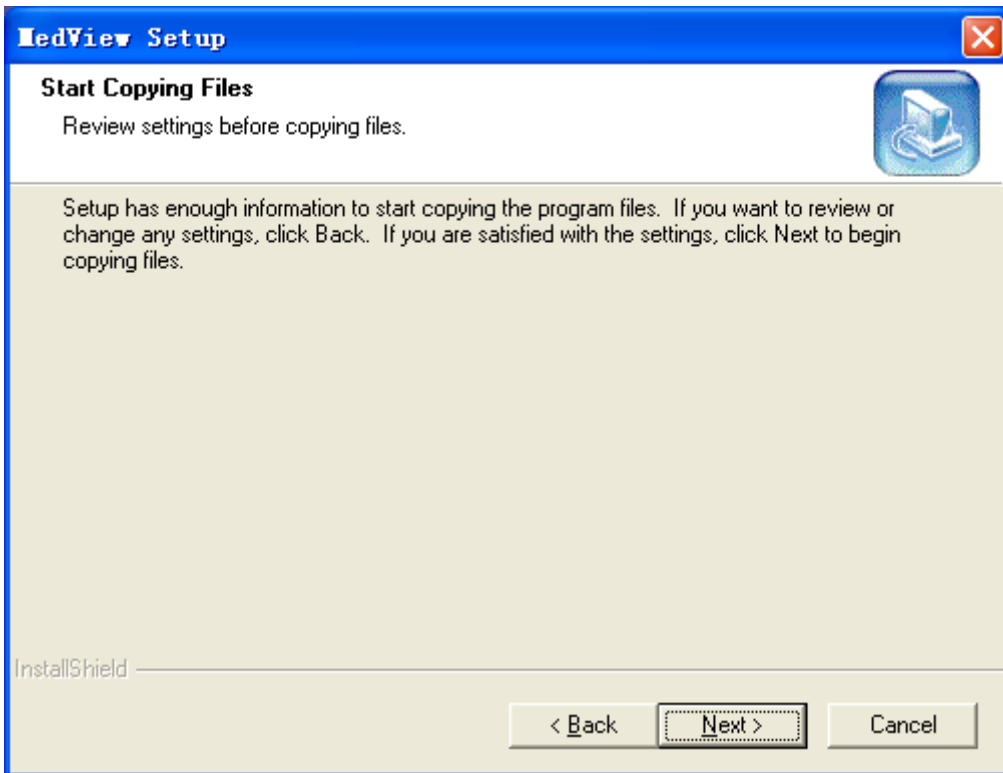 MedView Setup
Start Copying Files
Review settings before copying files.
Setup has enough information to start copying the program files.  If you want to review or
change any settings, click Back.  If you are satisfied with the settings, click Next to begin
copying files.
InstallShield
< Back
Next >
Cancel